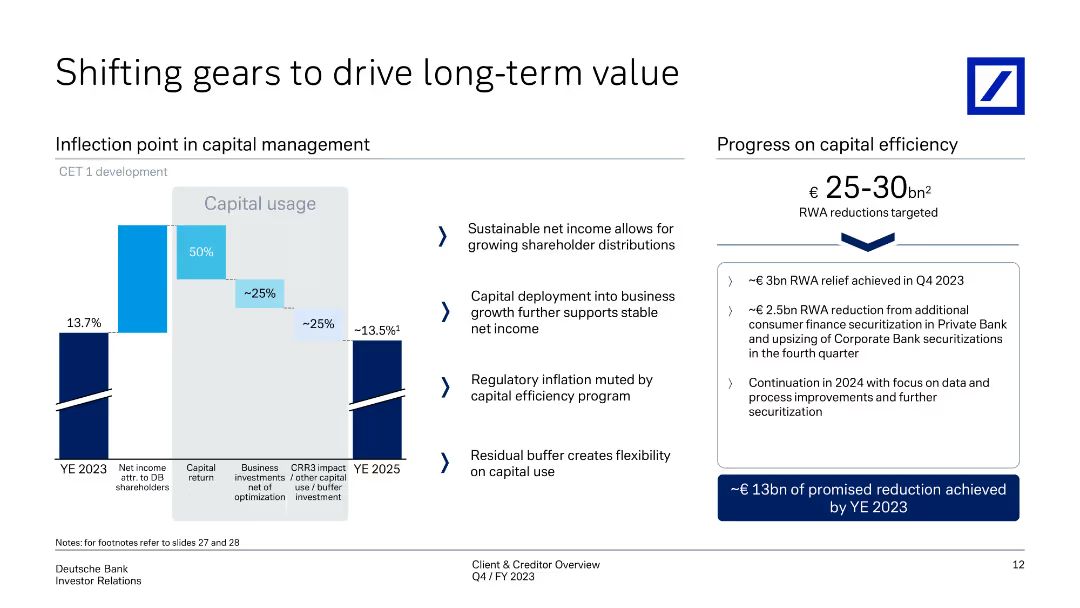 Shifting gears to drive long-term value
Inflection point in capital management
CET 1 development
Capital usage
50%
~25%
~25%
13.7%
~13.5%¹
YE 2023
Net income
attr. to DB
shareholders
Capital
return
Business
investments
net of
optimization
CRR3 impact
/ other capital
use / buffer
investment
YE 2025
❯ Sustainable net income allows for
growing shareholder distributions
❯ Capital deployment into business
growth further supports stable
net income
❯ Regulatory inflation muted by
capital efficiency program
❯ Residual buffer creates flexibility
on capital use
Progress on capital efficiency
€ 25-30bn²
RWA reductions targeted
〉 ~€ 3bn RWA relief achieved in Q4 2023
〉 ~€ 2.5bn RWA reduction from additional
consumer finance securitization in Private Bank
and upsizing of Corporate Bank securitizations
in the fourth quarter
〉 Continuation in 2024 with focus on data and
process improvements and further
securitization
~€ 13bn of promised reduction achieved
by YE 2023
Notes: for footnotes refer to slides 27 and 28
Deutsche Bank
Investor Relations
Client & Creditor Overview
Q4 / FY 2023
12